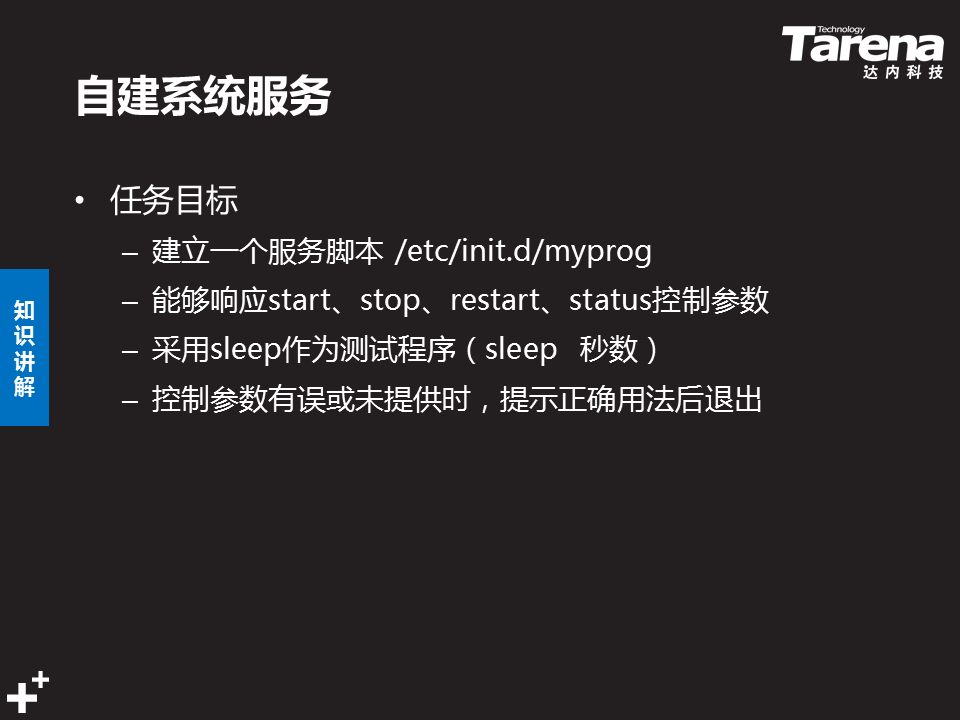 Technology
Tarena
达内科技
自建系统服务
• 任务目标
– 建立一个服务脚本 /etc/init.d/myprog
– 能够响应start、stop、restart、status控制参数
– 采用sleep作为测试程序（sleep 秒数）
– 控制参数有误或未提供时，提示正确用法后退出
知识讲解